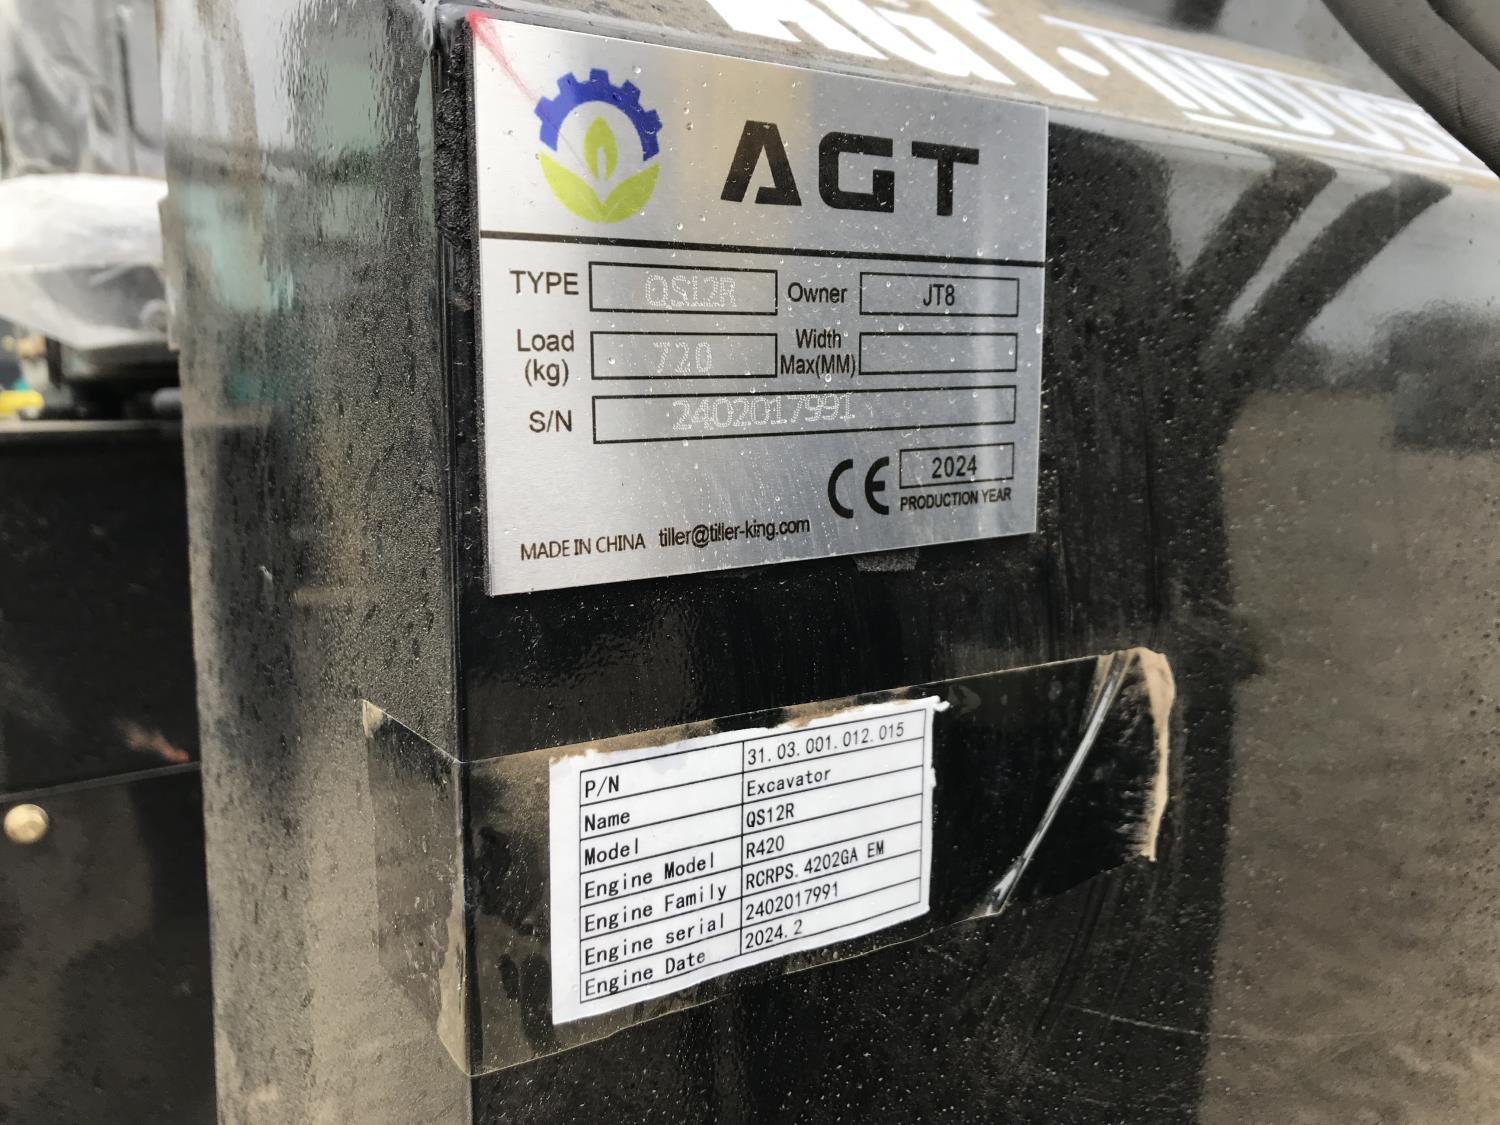 AGT. INDUS
AGT
TYPE QS12R Owner JT8
Load (kg) 720 Width Max(MM)
S/N 2402017991
CE 2024
PRODUCTION YEAR
MADE IN CHINA tiller@tiller-king.com
P/N 31.03.001.012.015
Name Excavator
Model QS12R
Engine Model R420
Engine Family RCRPS.4202GA EM
Engine serial 2402017991
Engine Date 2024.2